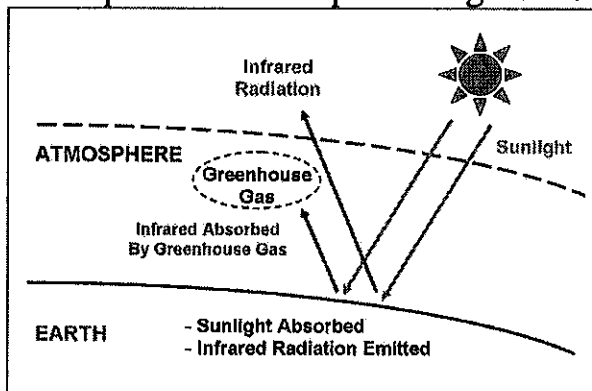 Infrared
Radiation
Sunlight
ATMOSPHERE
Greenhouse
Gas
Infrared Absorbed
By Greenhouse Gas
EARTH
- Sunlight Absorbed
- Infrared Radiation Emitted